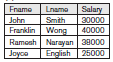 Fname Lname Salary
John Smith 30000
Franklin Wong 40000
Ramesh Narayan 38000
Joyce English 25000